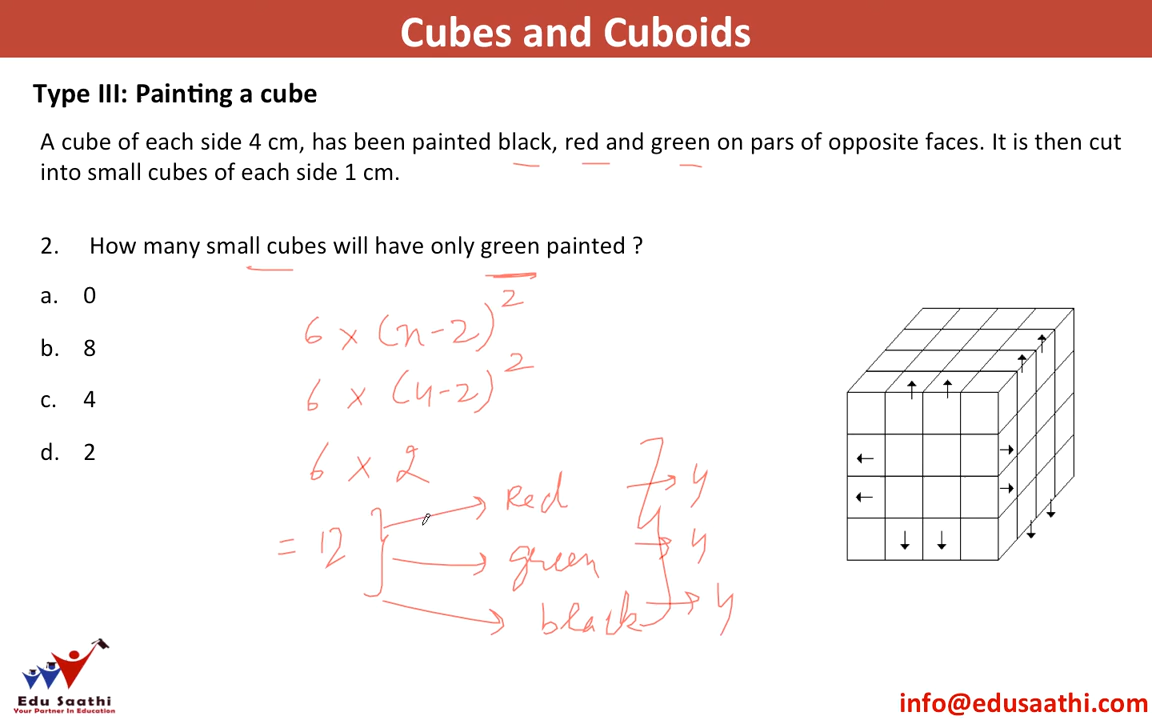 Cubes and Cuboids
Type III: Painting a cube
A cube of each side 4 cm, has been painted black, red and green on pars of opposite faces. It is then cut
into small cubes of each side 1 cm.
2. How many small cubes will have only green painted ?
a. 0
b. 8
c. 4
d. 2
6 × (n-2)²
6 × (4-2)²
6 × 2
= 12
Red → 4
green → 4
black → 4
Edu Saathi
Your Partner In Education
info@edusaathi.com